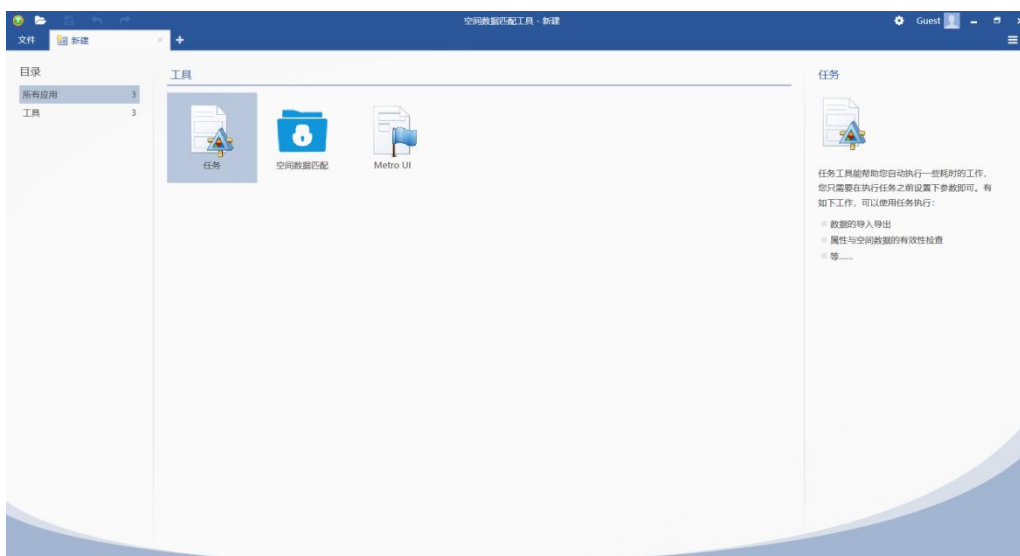 空间数据匹配工具 - 新建
Guest
文件
新建
目录
所有应用 3
工具 3
工具
任务
空间数据匹配
Metro UI
任务
任务工具能帮助您自动执行一些耗时的工作,
您只需要在执行任务之前设置下参数即可。有
如下工作，可以使用任务执行:
数据的导入导出
属性与空间数据的有效性检查
等......